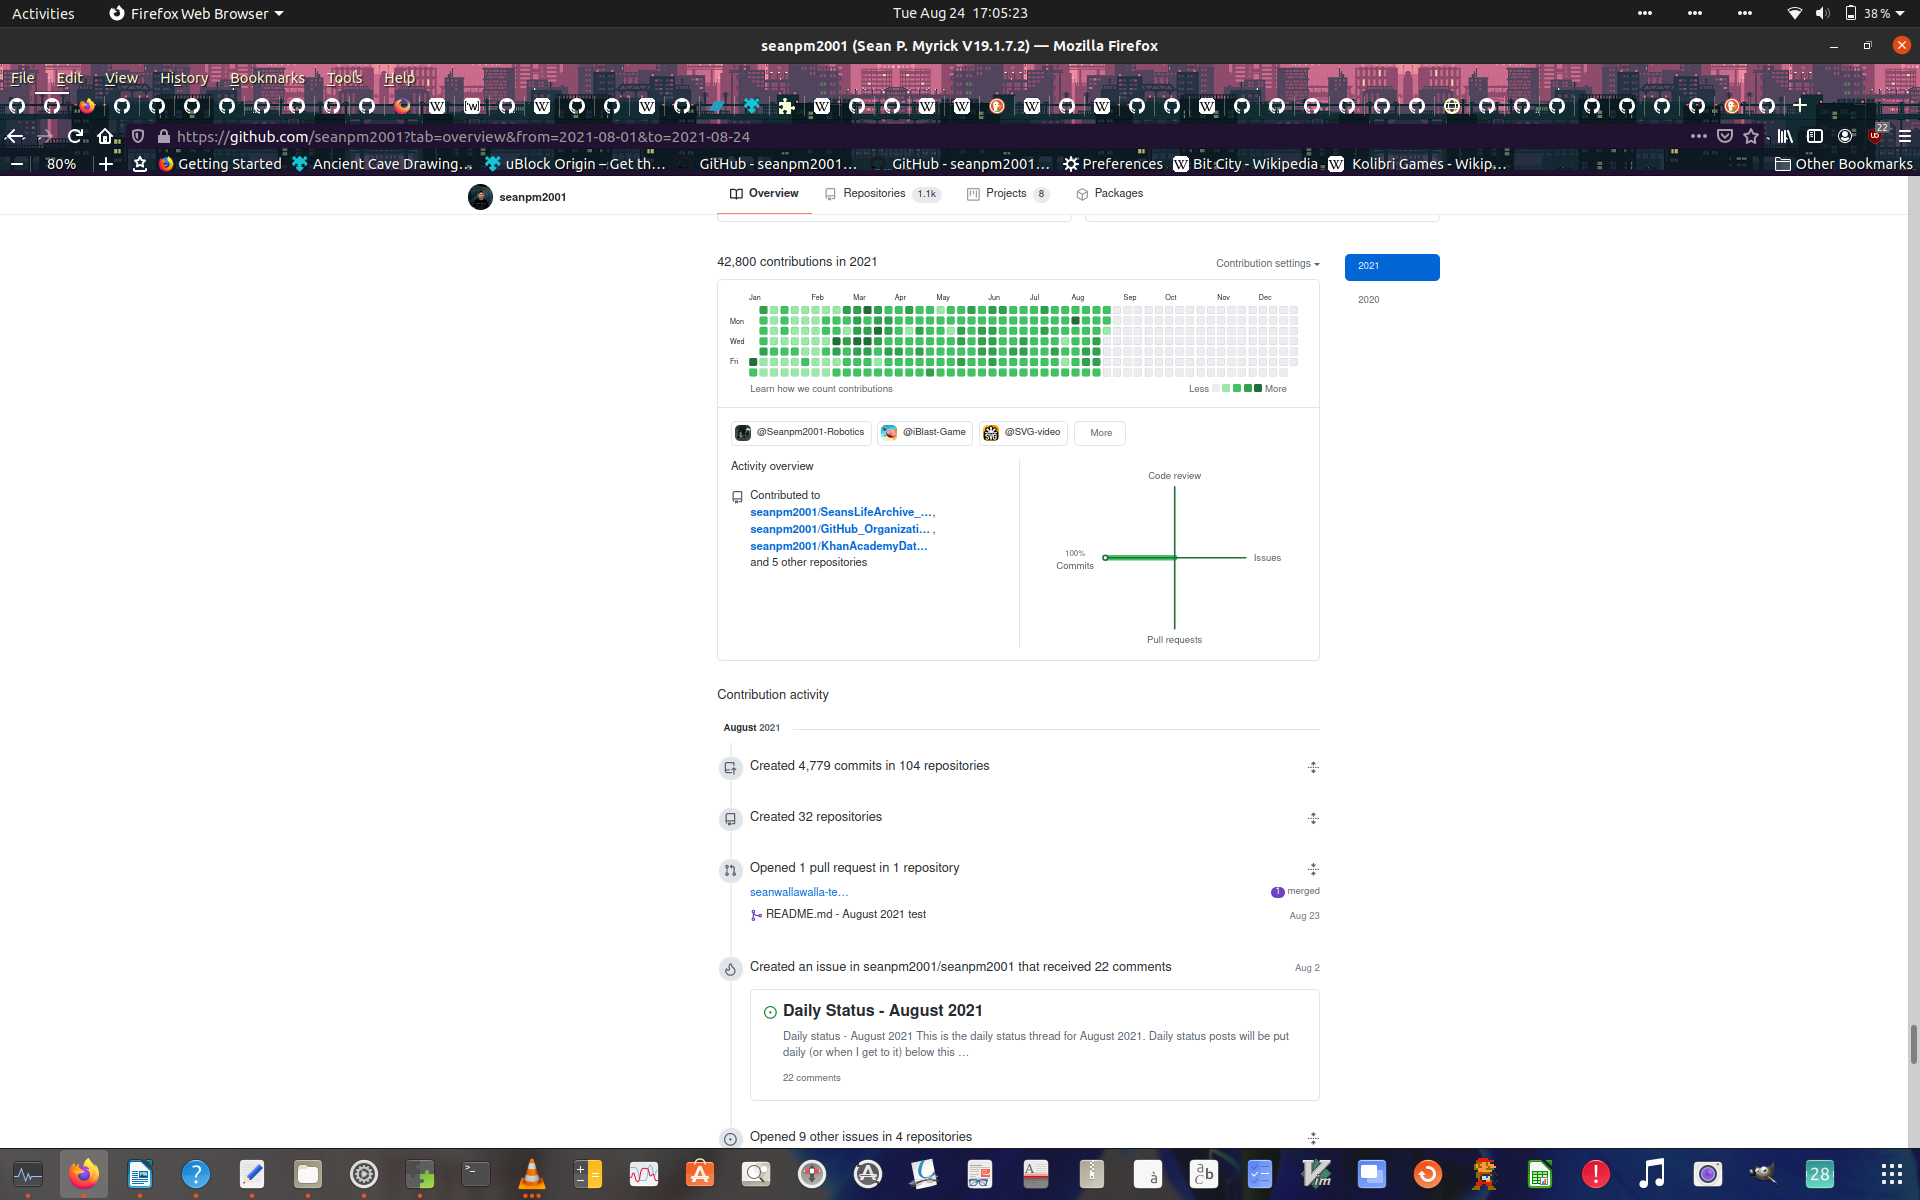 Activities
Firefox Web Browser
Tue Aug 24  17:05:23
38 %
seanpm2001 (Sean P. Myrick V19.1.7.2) — Mozilla Firefox
File Edit View History Bookmarks Tools Help
https://github.com/seanpm2001?tab=overview&from=2021-08-01&to=2021-08-24
22
80%
Getting Started
Ancient Cave Drawing…
uBlock Origin – Get th…
GitHub - seanpm2001…
GitHub - seanpm2001…
Preferences
Bit City - Wikipedia
Kolibri Games - Wikip…
Other Bookmarks
seanpm2001
Overview
Repositories 1.1k
Projects 8
Packages
42,800 contributions in 2021
Contribution settings
2021
2020
Jan Feb Mar Apr May Jun Jul Aug Sep Oct Nov Dec
Mon
Wed
Fri
Learn how we count contributions
Less More
@Seanpm2001-Robotics
@iBlast-Game
@SVG-video
More
Activity overview
Contributed to
seanpm2001/SeansLifeArchive_…,
seanpm2001/GitHub_Organizati… ,
seanpm2001/KhanAcademyDat…
and 5 other repositories
Code review
100%
Commits
Issues
Pull requests
Contribution activity
August 2021
Created 4,779 commits in 104 repositories
Created 32 repositories
Opened 1 pull request in 1 repository
seanwallawalla-te…
1 merged
README.md - August 2021 test
Aug 23
Created an issue in seanpm2001/seanpm2001 that received 22 comments
Aug 2
Daily Status - August 2021
Daily status - August 2021 This is the daily status thread for August 2021. Daily status posts will be put
daily (or when I get to it) below this …
22 comments
Opened 9 other issues in 4 repositories
28